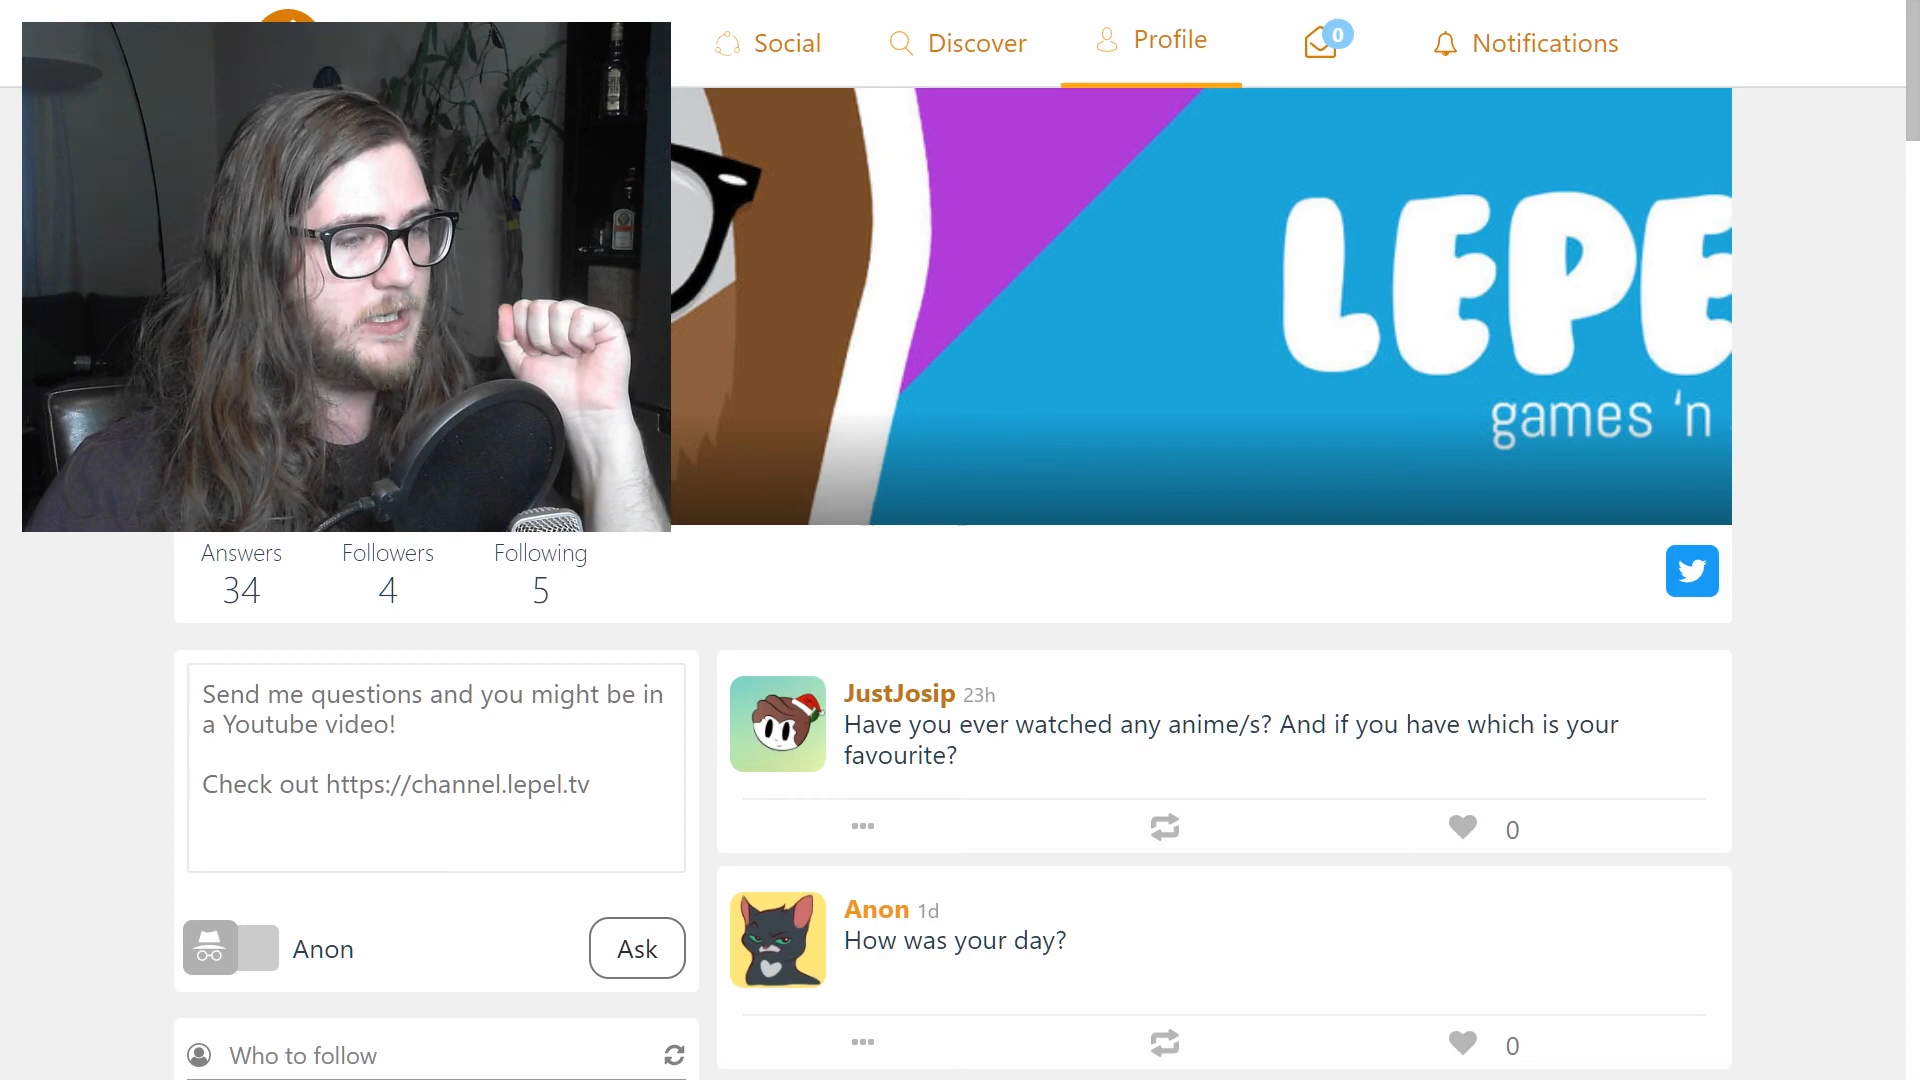 Social
Discover
Profile
0
Notifications
LEPE
games 'n
Answers
34
Followers
4
Following
5
Send me questions and you might be in
a Youtube video!
Check out https://channel.lepel.tv
Anon
Ask
Who to follow
JustJosip 23h
Have you ever watched any anime/s? And if you have which is your
favourite?
0
Anon 1d
How was your day?
0